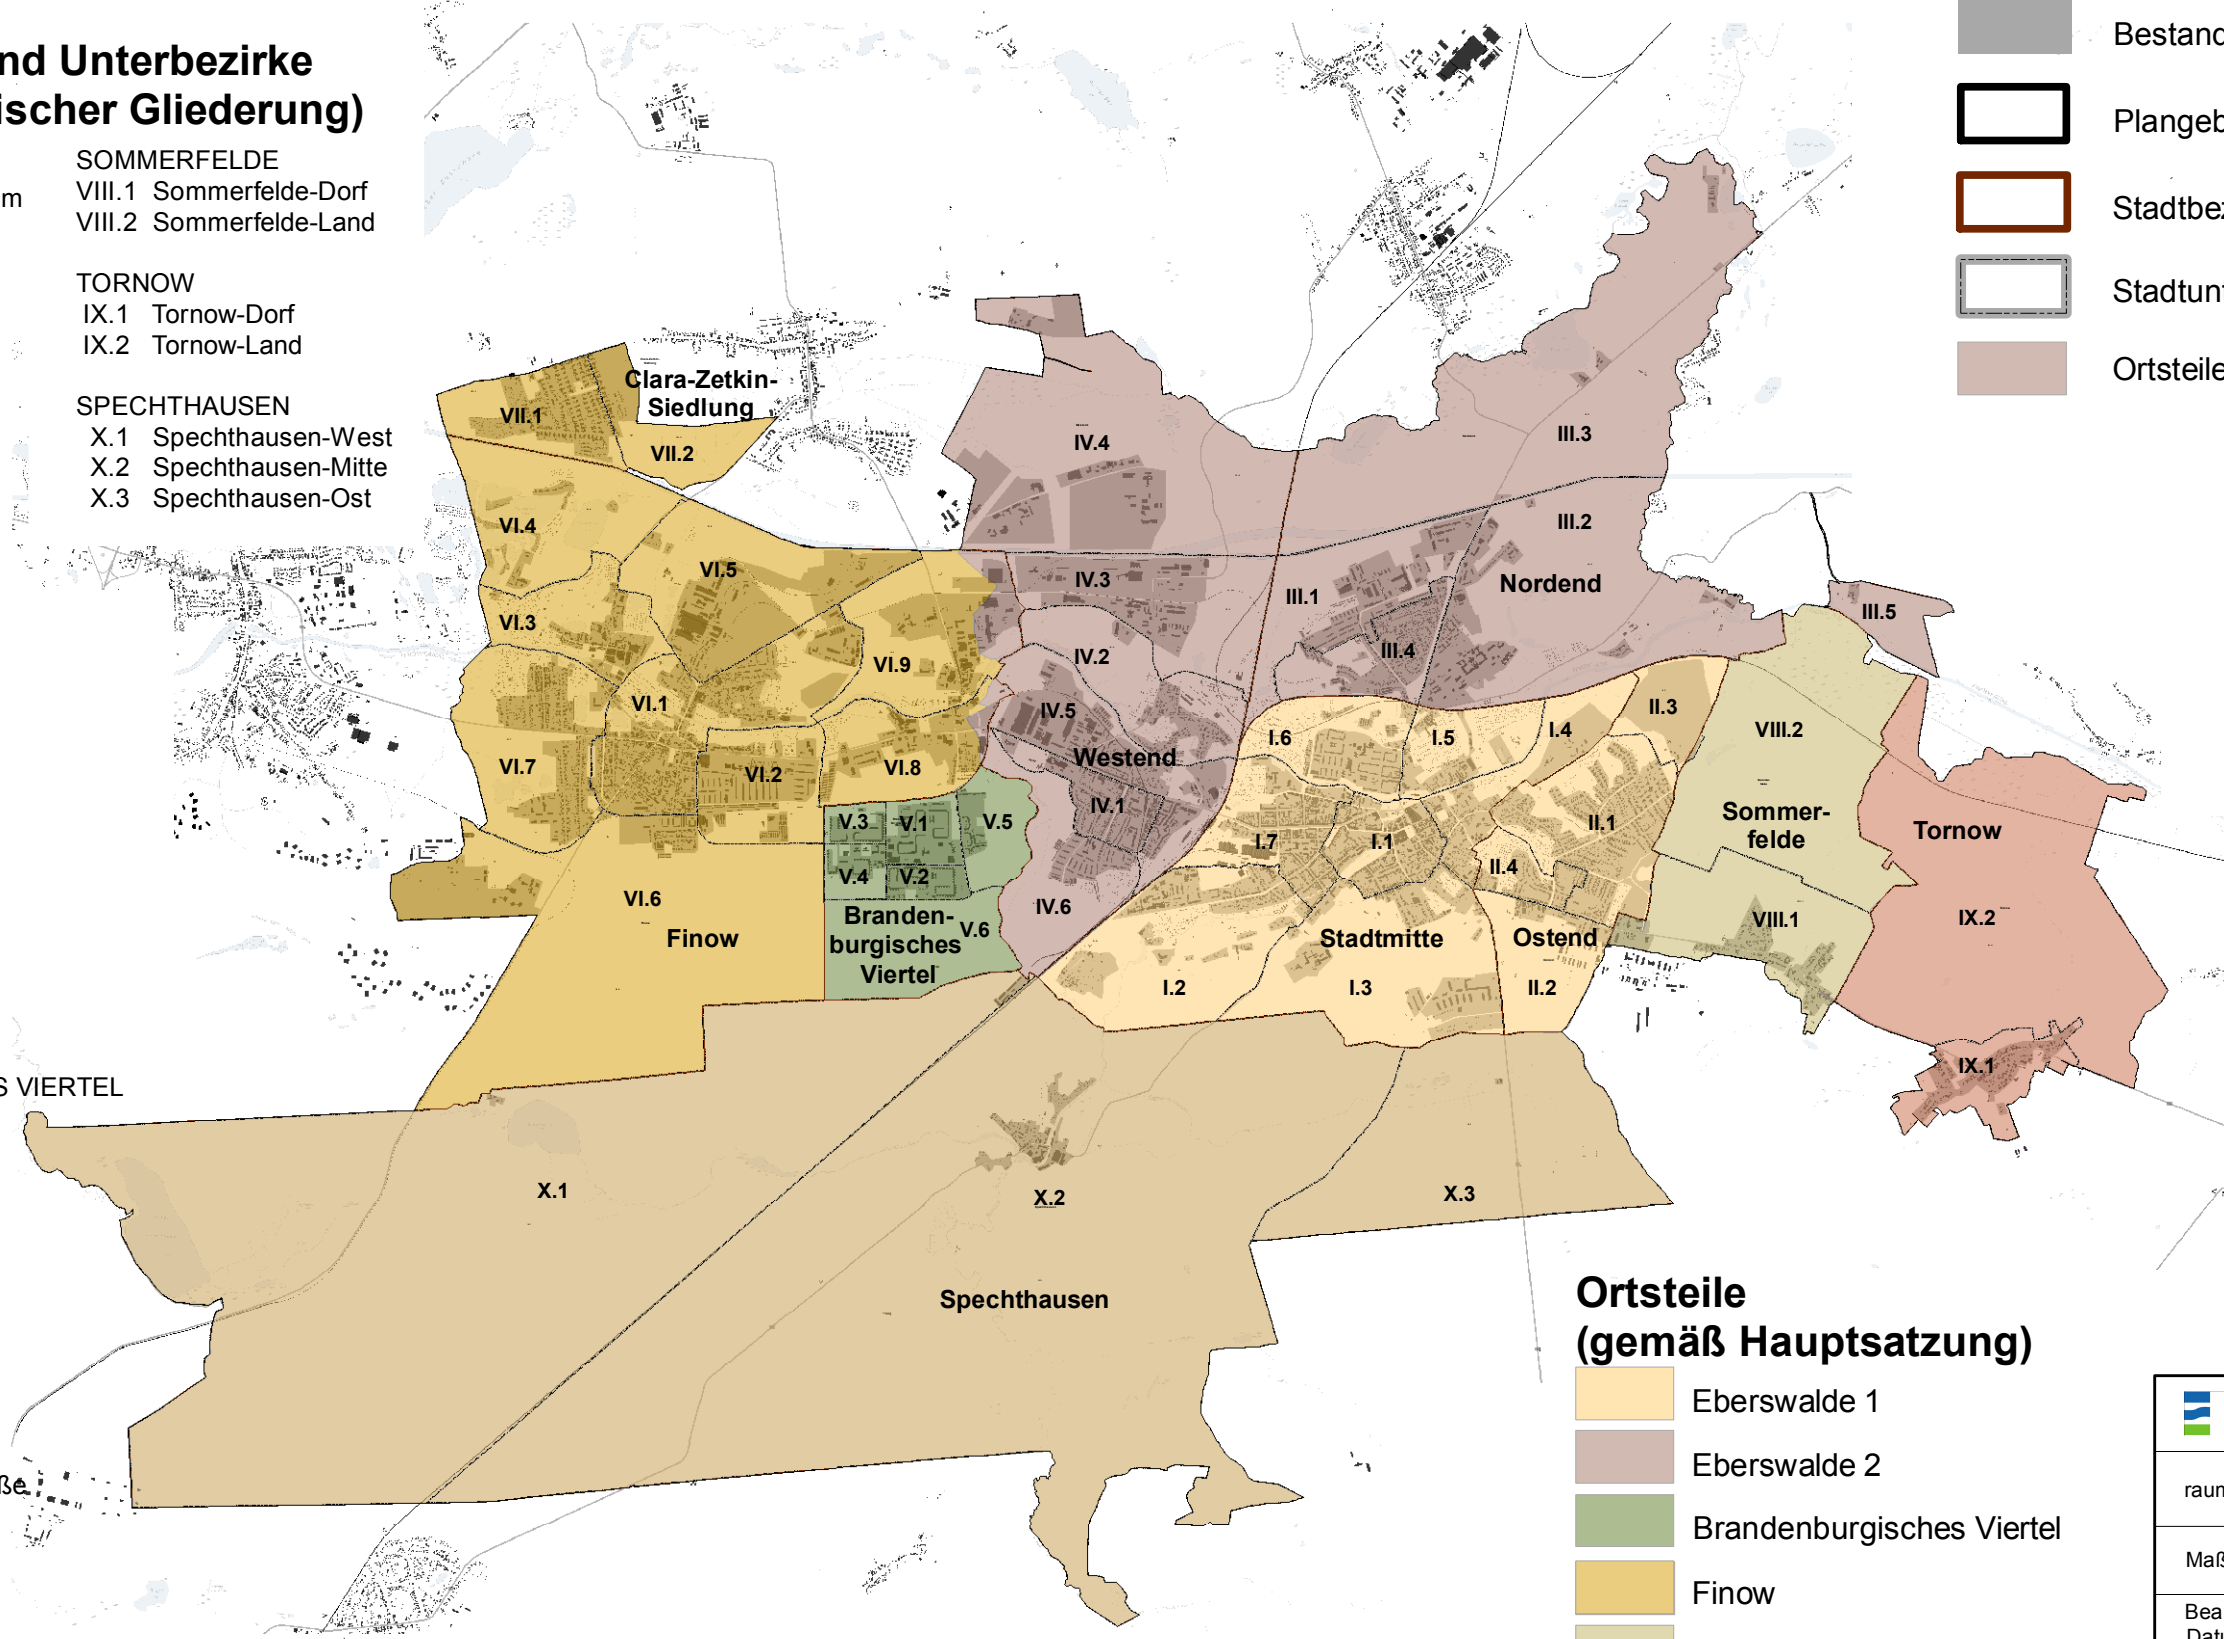 nd Unterbezirke
ischer Gliederung)
m
SOMMERFELDE
VIII.1 Sommerfelde-Dorf
VIII.2 Sommerfelde-Land
TORNOW
IX.1 Tornow-Dorf
IX.2 Tornow-Land
SPECHTHAUSEN
X.1 Spechthausen-West
X.2 Spechthausen-Mitte
X.3 Spechthausen-Ost
S VIERTEL
ße
Bestand
Plangeb
Stadtbez
Stadtunt
Ortsteile
Clara-Zetkin-
Siedlung
VII.1
VII.2
VI.4
VI.5
VI.3
VI.9
VI.1
VI.7
VI.2
VI.8
VI.6
Finow
V.3
V.1
V.5
V.4
V.2
Branden-
burgisches
Viertel
V.6
IV.4
IV.3
IV.2
IV.5
Westend
IV.1
IV.6
III.3
III.2
Nordend
III.1
III.4
III.5
I.6
I.5
I.4
II.3
I.7
I.1
II.1
II.4
Stadtmitte
Ostend
I.2
I.3
II.2
VIII.2
Sommer-
felde
VIII.1
Tornow
IX.2
IX.1
X.1
X.2
X.3
Spechthausen
Ortsteile
(gemäß Hauptsatzung)
Eberswalde 1
Eberswalde 2
Brandenburgisches Viertel
Finow
raum
Maß
Bea
Datu